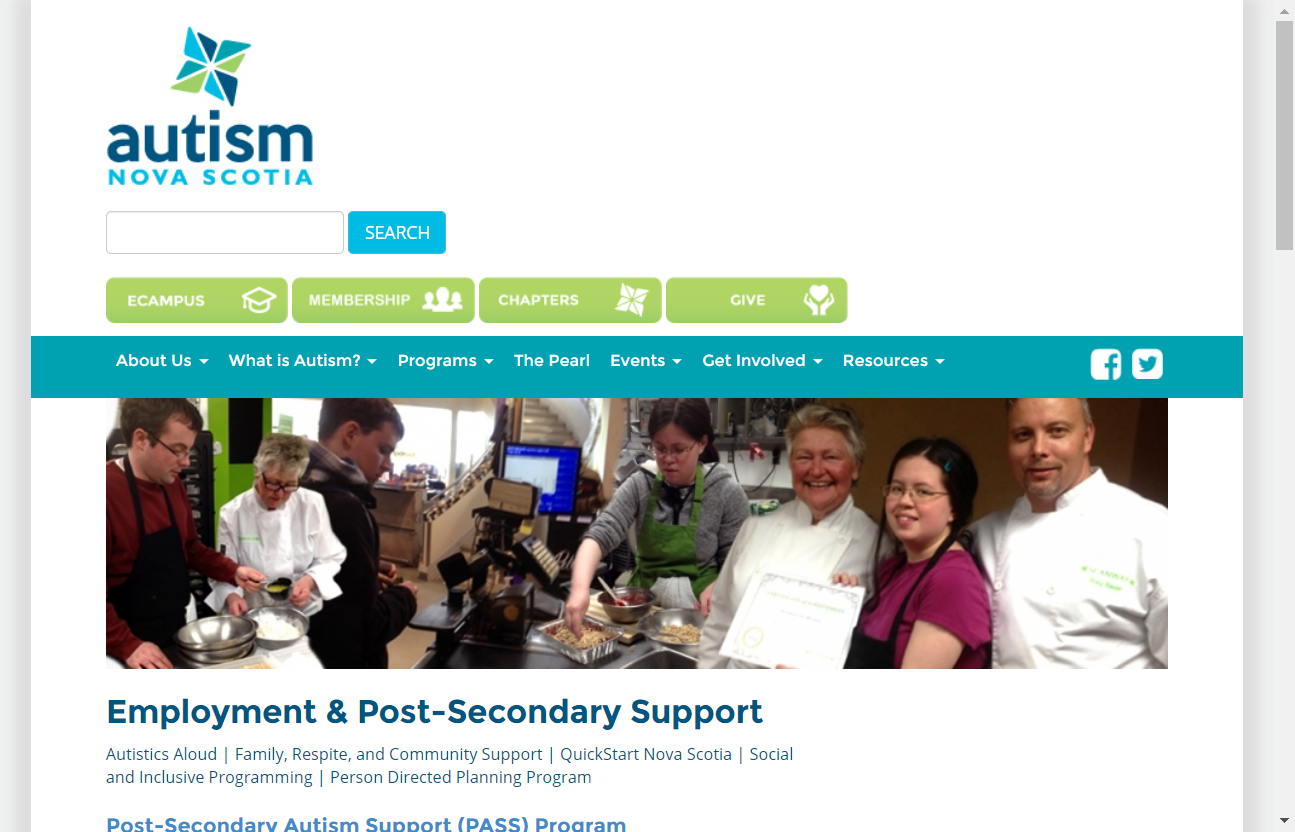 autism
NOVA SCOTIA
SEARCH
ECAMPUS
MEMBERSHIP
CHAPTERS
GIVE
About Us
What is Autism?
Programs
The Pearl
Events
Get Involved
Resources
Employment & Post-Secondary Support
Autistics Aloud | Family, Respite, and Community Support | QuickStart Nova Scotia | Social
and Inclusive Programming | Person Directed Planning Program
Post-Secondary Autism Support (PASS) Program